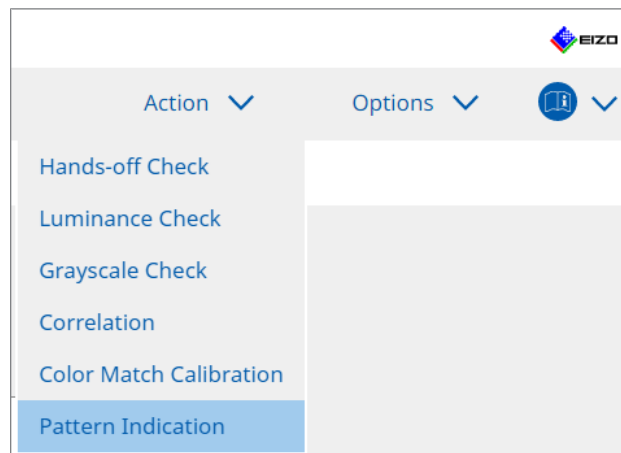 EIZO
Action Options
Hands-off Check
Luminance Check
Grayscale Check
Correlation
Color Match Calibration
Pattern Indication